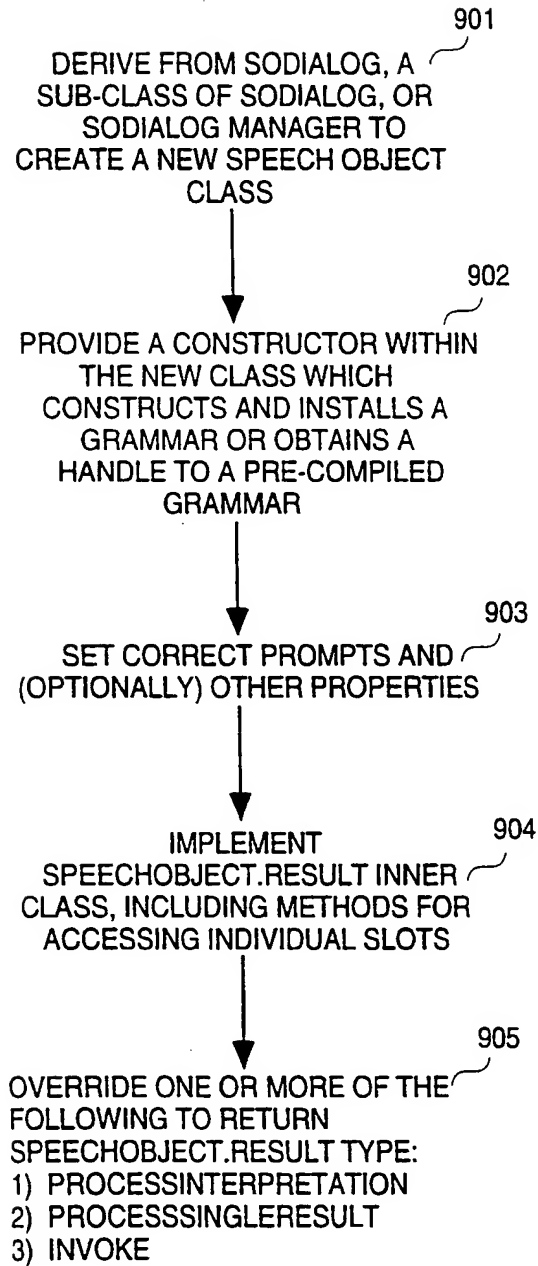 901
DERIVE FROM SODIALOG, A
SUB-CLASS OF SODIALOG, OR
SODIALOG MANAGER TO
CREATE A NEW SPEECH OBJECT
CLASS
902
PROVIDE A CONSTRUCTOR WITHIN
THE NEW CLASS WHICH
CONSTRUCTS AND INSTALLS A
GRAMMAR OR OBTAINS A
HANDLE TO A PRE-COMPILED
GRAMMAR
903
SET CORRECT PROMPTS AND
(OPTIONALLY) OTHER PROPERTIES
904
IMPLEMENT
SPEECHOBJECT.RESULT INNER
CLASS, INCLUDING METHODS FOR
ACCESSING INDIVIDUAL SLOTS
905
OVERRIDE ONE OR MORE OF THE
FOLLOWING TO RETURN
SPEECHOBJECT.RESULT TYPE:
1) PROCESSINTERPRETATION
2) PROCESSSINGLERESULT
3) INVOKE